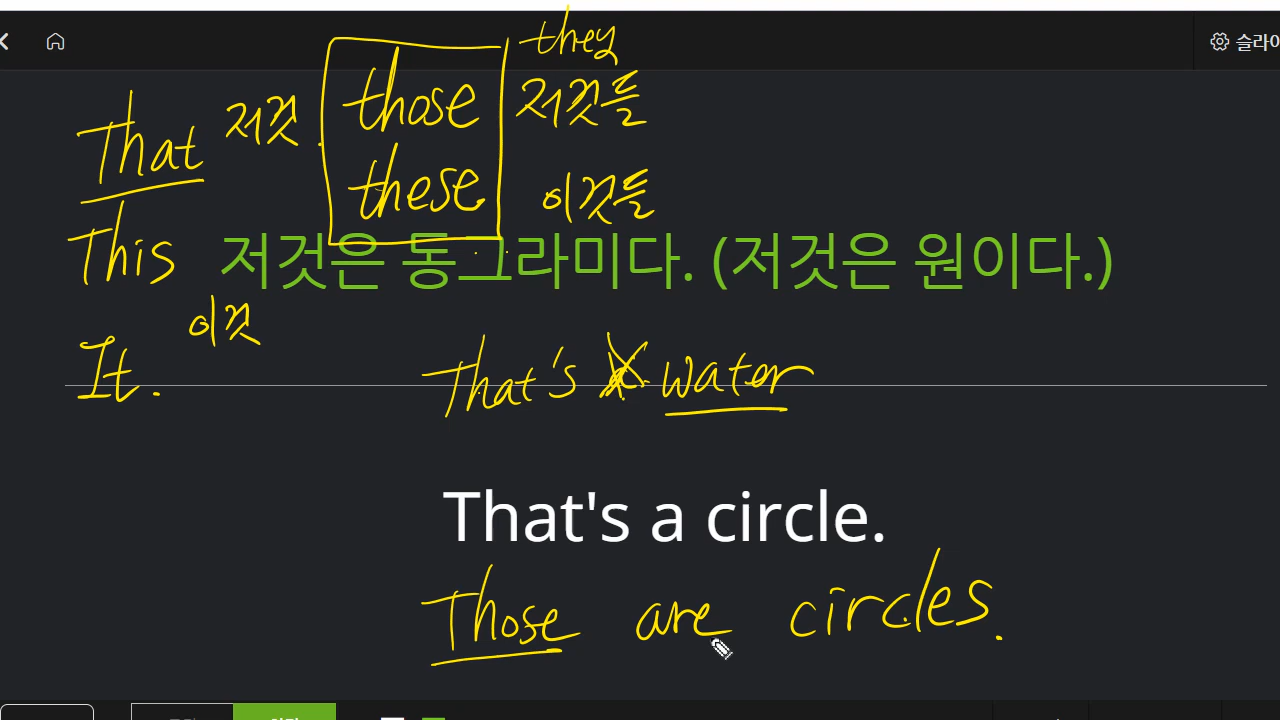 슬라이
they
That 저것. those 저것들
these 이것들
This 저것은 동그라미다. (저것은 원이다.)
이것
It.
That's a water
That's a circle.
Those are circles.